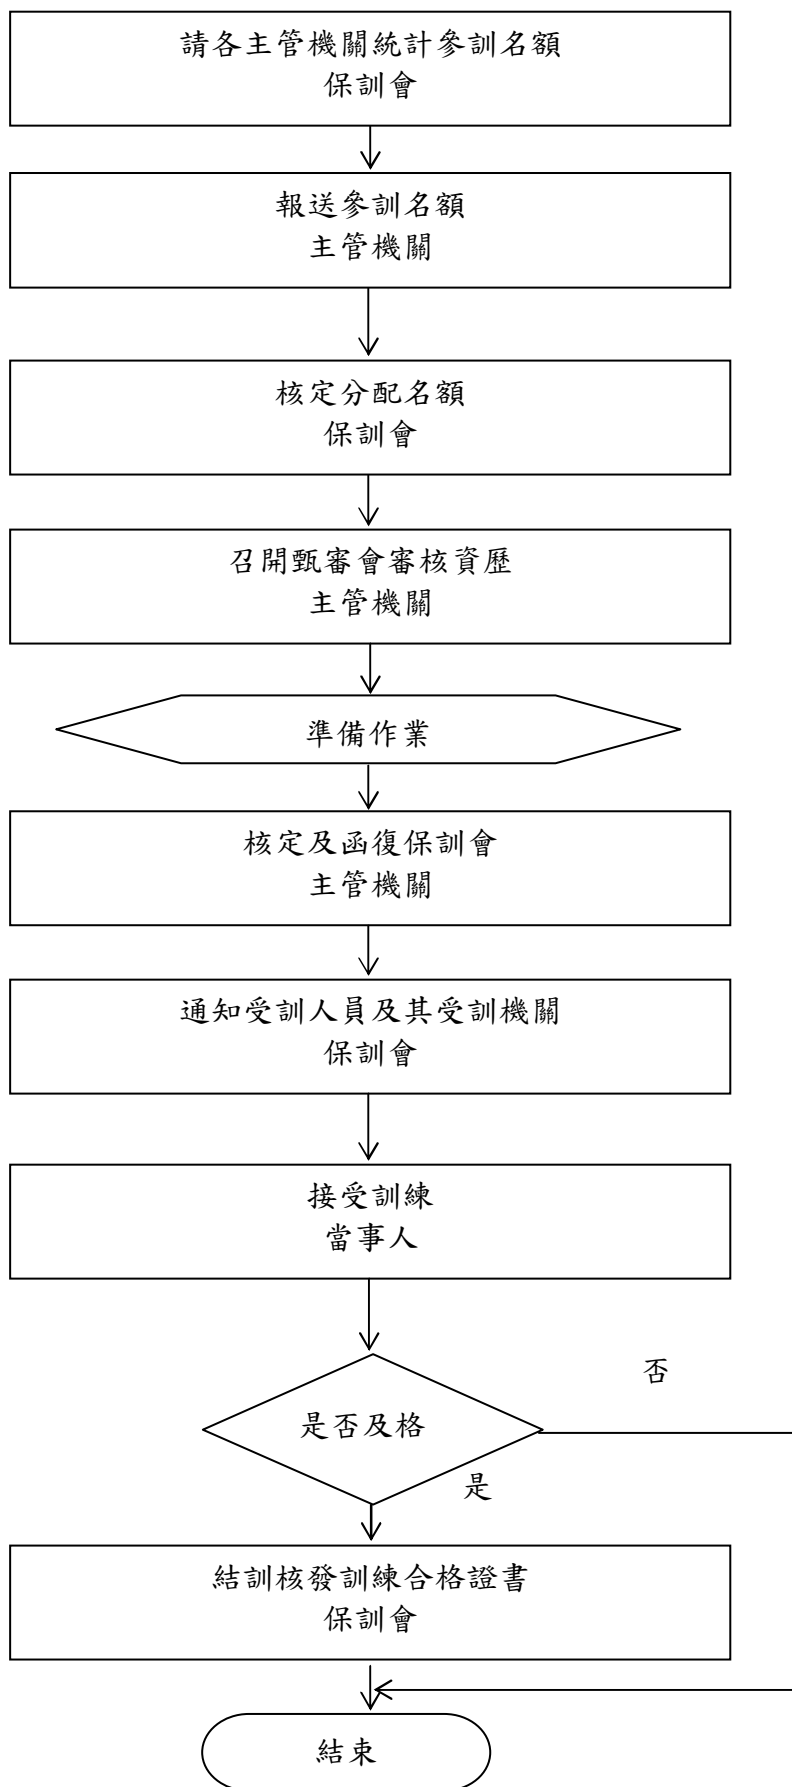 請各主管機關統計參訓名額
保訓會
報送參訓名額
主管機關
核定分配名額
保訓會
召開甄審會審核資歷
主管機關
準備作業
核定及函復保訓會
主管機關
通知受訓人員及其受訓機關
保訓會
接受訓練
當事人
否
是否及格
是
結訓核發訓練合格證書
保訓會
結束